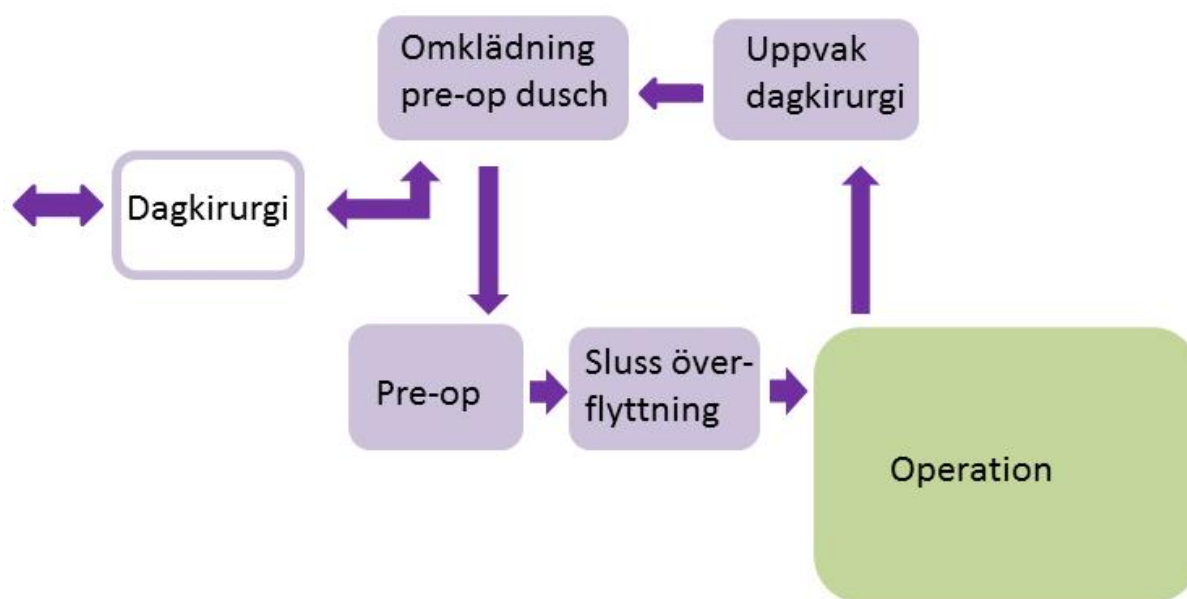 Omklädning
pre-op dusch
Uppvak
dagkirurgi
Dagkirurgi
Pre-op
Sluss över-
flyttning
Operation